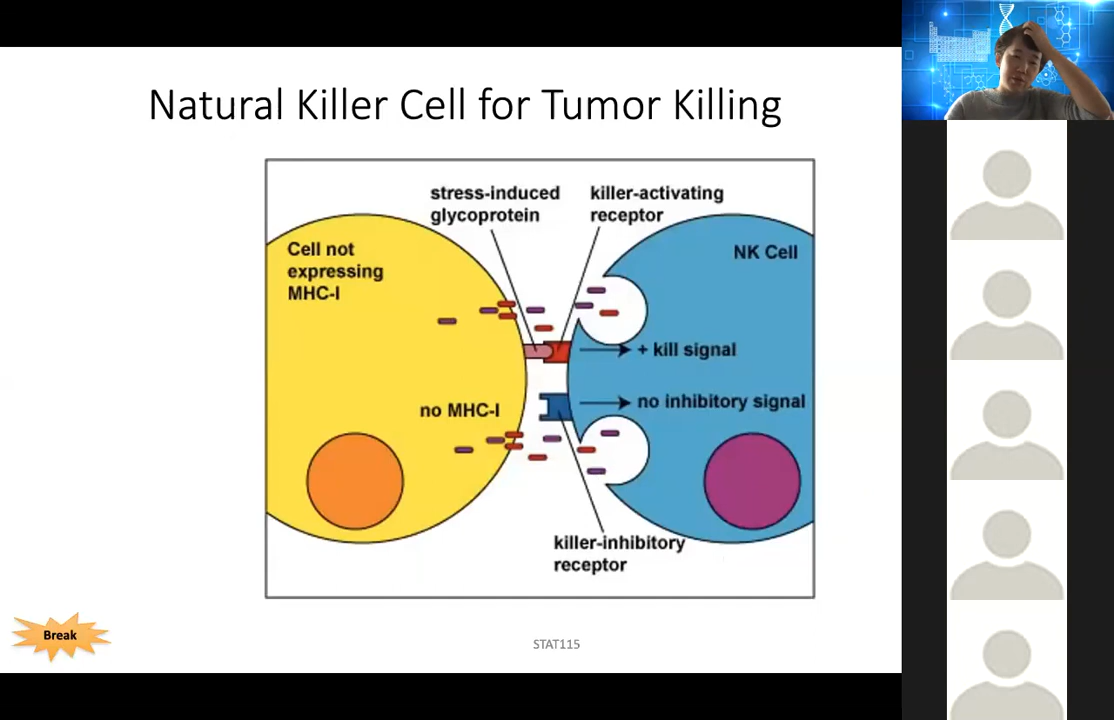 Natural Killer Cell for Tumor Killing
stress-induced
glycoprotein
killer-activating
receptor
Cell not
expressing
MHC-I
NK Cell
+ kill signal
no MHC-I
no inhibitory signal
killer-inhibitory
receptor
Break
STAT115